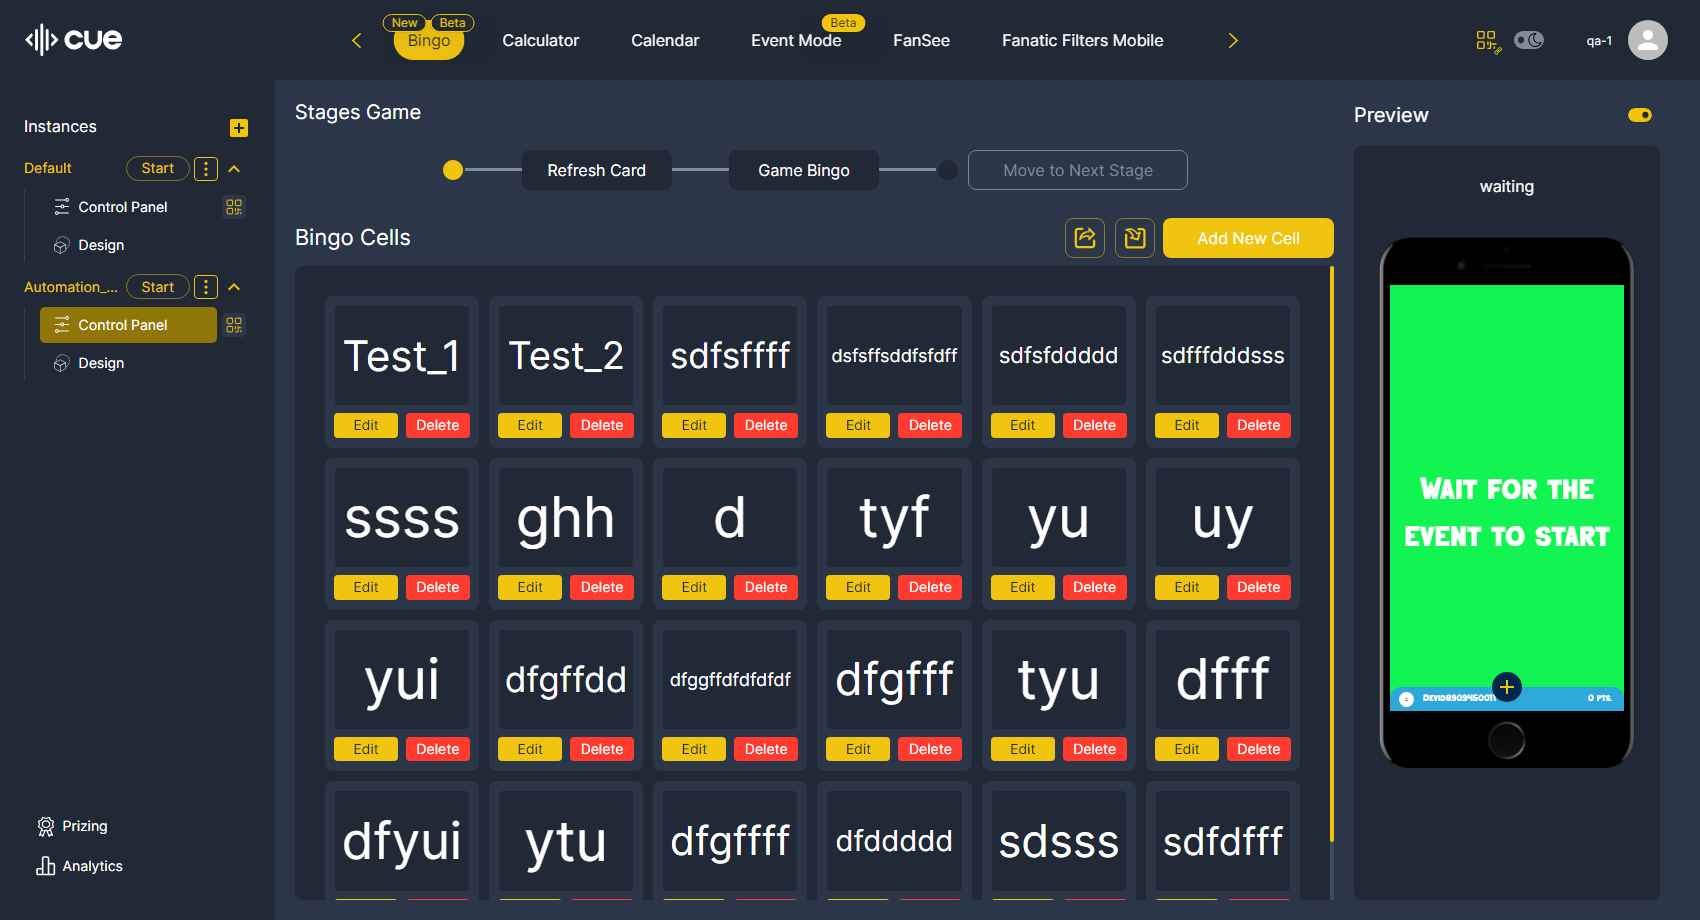 cue
New
Beta
Bingo
Calculator
Calendar
Beta
Event Mode
FanSee
Fanatic Filters Mobile
qa-1
Instances
Default
Start
Control Panel
Design
Automation_...
Start
Control Panel
Design
Prizing
Analytics
Stages Game
Refresh Card
Game Bingo
Move to Next Stage
Bingo Cells
Add New Cell
Test_1
Test_2
sdfsffff
dsfsffsddfsfdff
sdfsfddddd
sdfffdddsss
Edit Delete Edit Delete Edit Delete Edit Delete Edit Delete Edit Delete
ssss
ghh
d
tyf
yu
uy
Edit Delete Edit Delete Edit Delete Edit Delete Edit Delete Edit Delete
yui
dfgffdd
dfggffdfdfdfdf
dfgfff
tyu
dfff
Edit Delete Edit Delete Edit Delete Edit Delete Edit Delete Edit Delete
dfyui
ytu
dfgffff
dfddddd
sdsss
sdfdfff
Preview
waiting
Wait for the
event to start
0 pts.